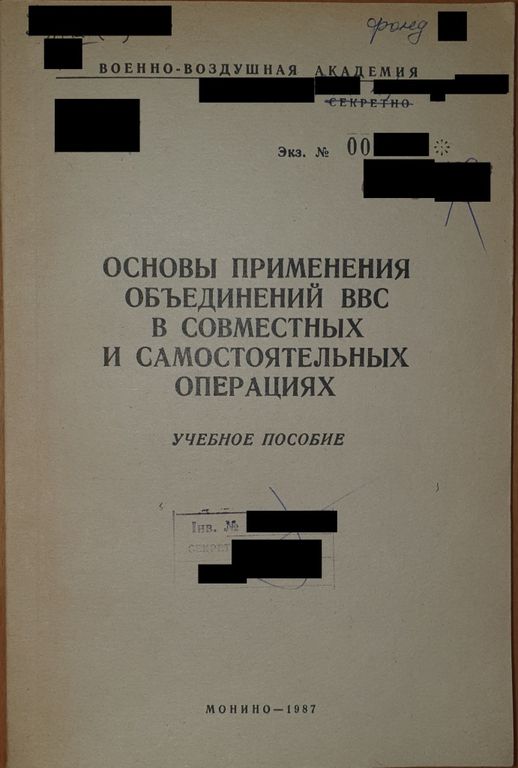 фонд
ВОЕННО-ВОЗДУШНАЯ АКАДЕМИЯ
СЕКРЕТНО
Экз. № 00
ОСНОВЫ ПРИМЕНЕНИЯ
ОБЪЕДИНЕНИЙ ВВС
В СОВМЕСТНЫХ
И САМОСТОЯТЕЛЬНЫХ
ОПЕРАЦИЯХ
УЧЕБНОЕ ПОСОБИЕ
Инв. №
МОНИНО—1987